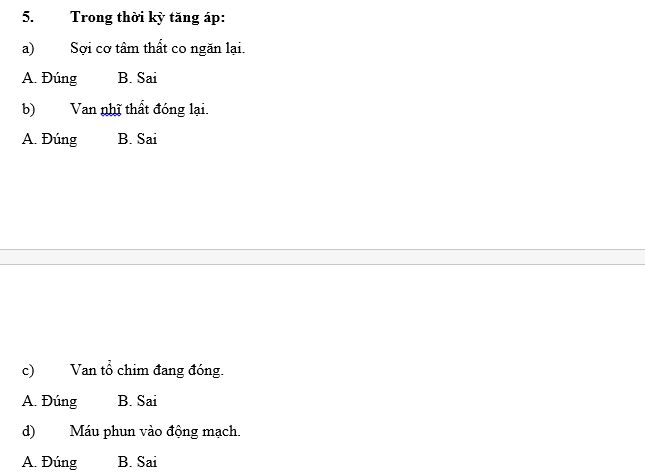 5. Trong thời kỳ tăng áp:
a) Sợi cơ tâm thất co ngăn lại.
A. Đúng B. Sai
b) Van nhĩ thất đóng lại.
A. Đúng B. Sai
c) Van tổ chim đang đóng.
A. Đúng B. Sai
d) Máu phun vào động mạch.
A. Đúng B. Sai